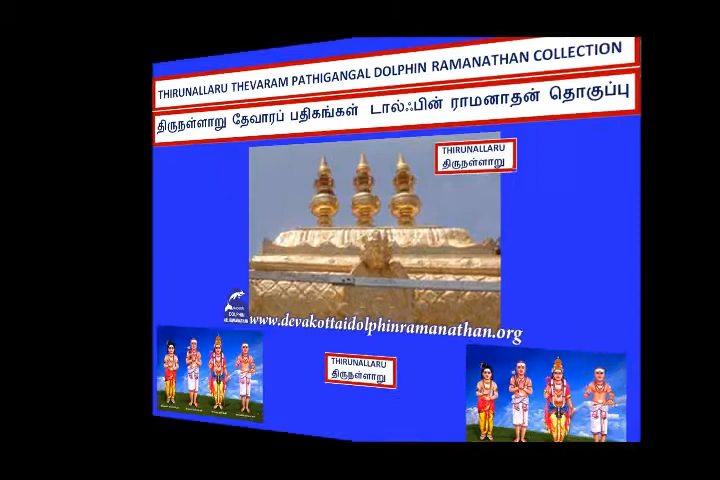 THIRUNALLARU THEVARAM PATHIGANGAL DOLPHIN RAMANATHAN COLLECTION
திருநள்ளாறு தேவாரப் பதிகங்கள் டால்ஃபின் ராமனாதன் தொகுப்பு
THIRUNALLARU
திருநள்ளாறு
DOLPHIN
www.devakottaidolphinramanathan.org
THIRUNALLARU
திருநள்ளாறு